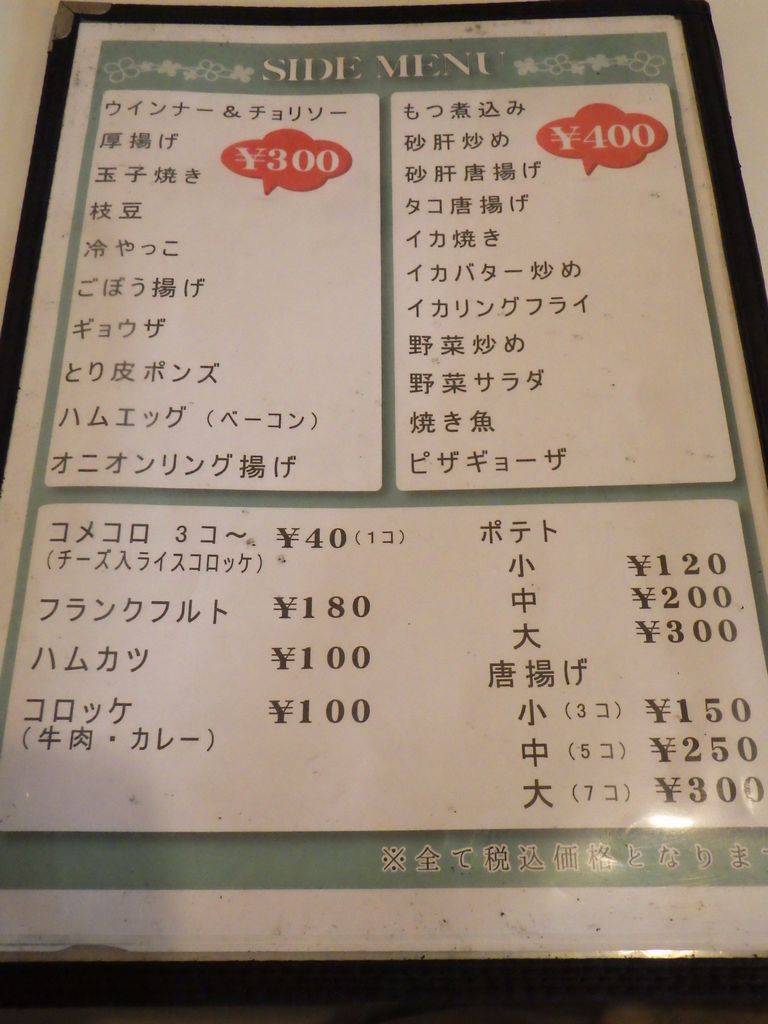 SIDE MENU
ウインナー＆チョリソー
厚揚げ
¥300
玉子焼き
枝豆
冷やっこ
ごぼう揚げ
ギョウザ
とり皮ポンズ
ハムエッグ（ベーコン）
オニオンリング揚げ
もつ煮込み
砂肝炒め
¥400
砂肝唐揚げ
タコ唐揚げ
イカ焼き
イカバター炒め
イカリングフライ
野菜炒め
野菜サラダ
焼き魚
ピザギョーザ
コメコロ 3コ～ ¥40（1コ）
（チーズ入ライスコロッケ）
フランクフルト ¥180
ハムカツ ¥100
コロッケ ¥100
（牛肉・カレー）
ポテト
小 ¥120
中 ¥200
大 ¥300
唐揚げ
小（3コ） ¥150
中（5コ） ¥250
大（7コ） ¥300
※全て税込価格となりま